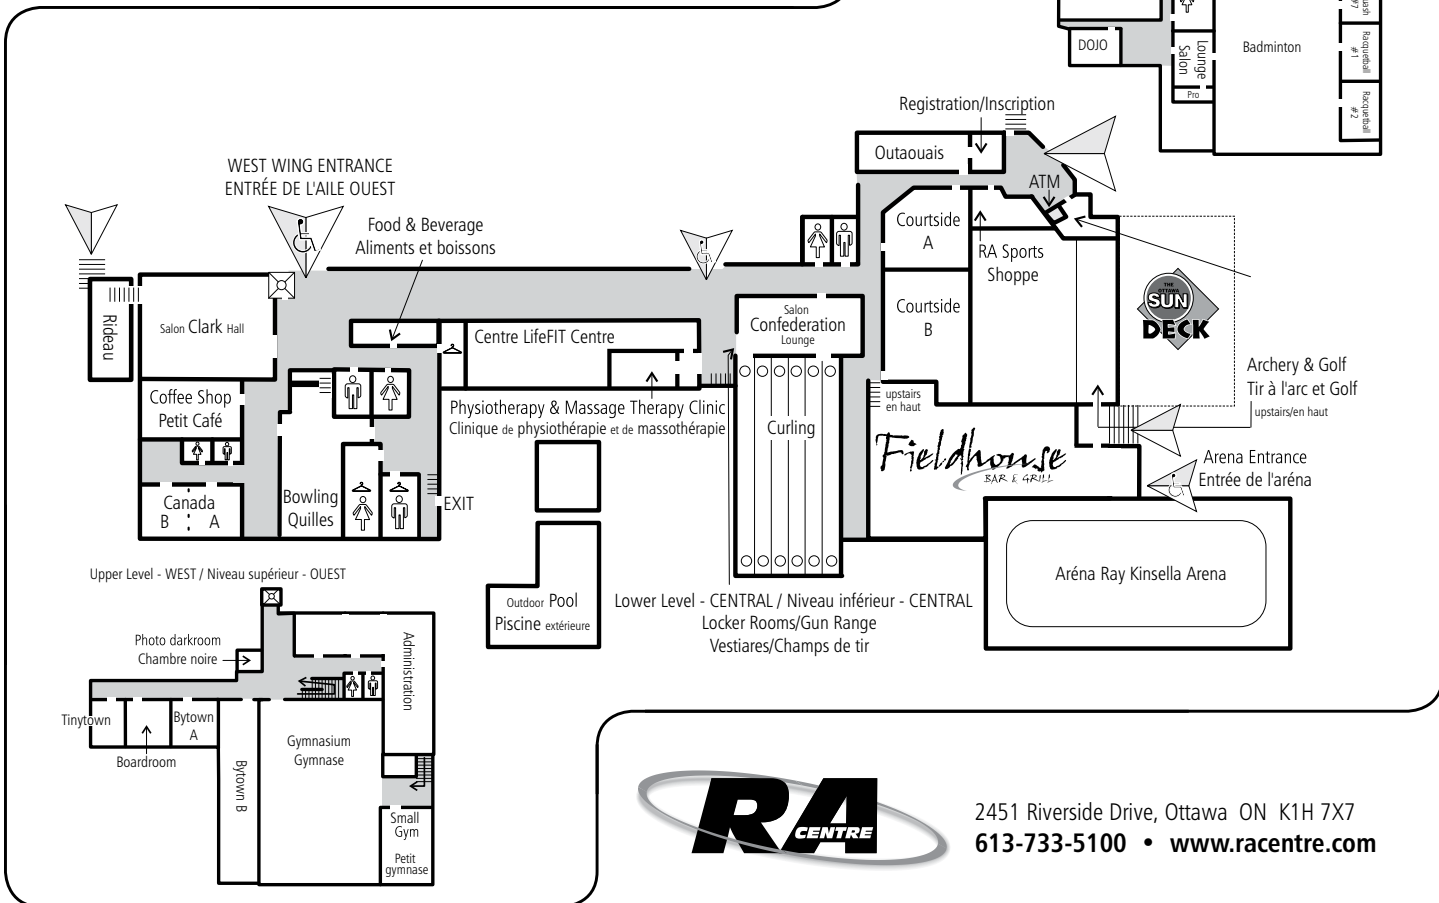 uash
#7
DOJO
Lounge
Salon
Pro
Badminton
Racquetball
#1
Racquetball
#2
Registration/Inscription
Outaouais
ATM
WEST WING ENTRANCE
ENTRÉE DE L'AILE OUEST
Food & Beverage
Aliments et boissons
Courtside
A
RA Sports
Shoppe
Rideau
Salon Clark Hall
Centre LifeFIT Centre
Salon
Confederation
Lounge
Courtside
B
THE
OTTAWA
SUN
DECK
Archery & Golf
Tir à l'arc et Golf
upstairs/en haut
Coffee Shop
Petit Café
Physiotherapy & Massage Therapy Clinic
Clinique de physiothérapie et de massothérapie
Curling
upstairs
en haut
Fieldhouse
BAR & GRILL
Arena Entrance
Entrée de l'aréna
Canada
B A
Bowling
Quilles
EXIT
Aréna Ray Kinsella Arena
Upper Level - WEST / Niveau supérieur - OUEST
Outdoor Pool
Piscine extérieure
Lower Level - CENTRAL / Niveau inférieur - CENTRAL
Locker Rooms/Gun Range
Vestiares/Champs de tir
Photo darkroom
Chambre noire
Administration
Tinytown
Bytown
A
Boardroom
Bytown B
Gymnasium
Gymnase
Small
Gym
Petit
gymnase
RA
CENTRE
2451 Riverside Drive, Ottawa ON K1H 7X7
613-733-5100 • www.racentre.com